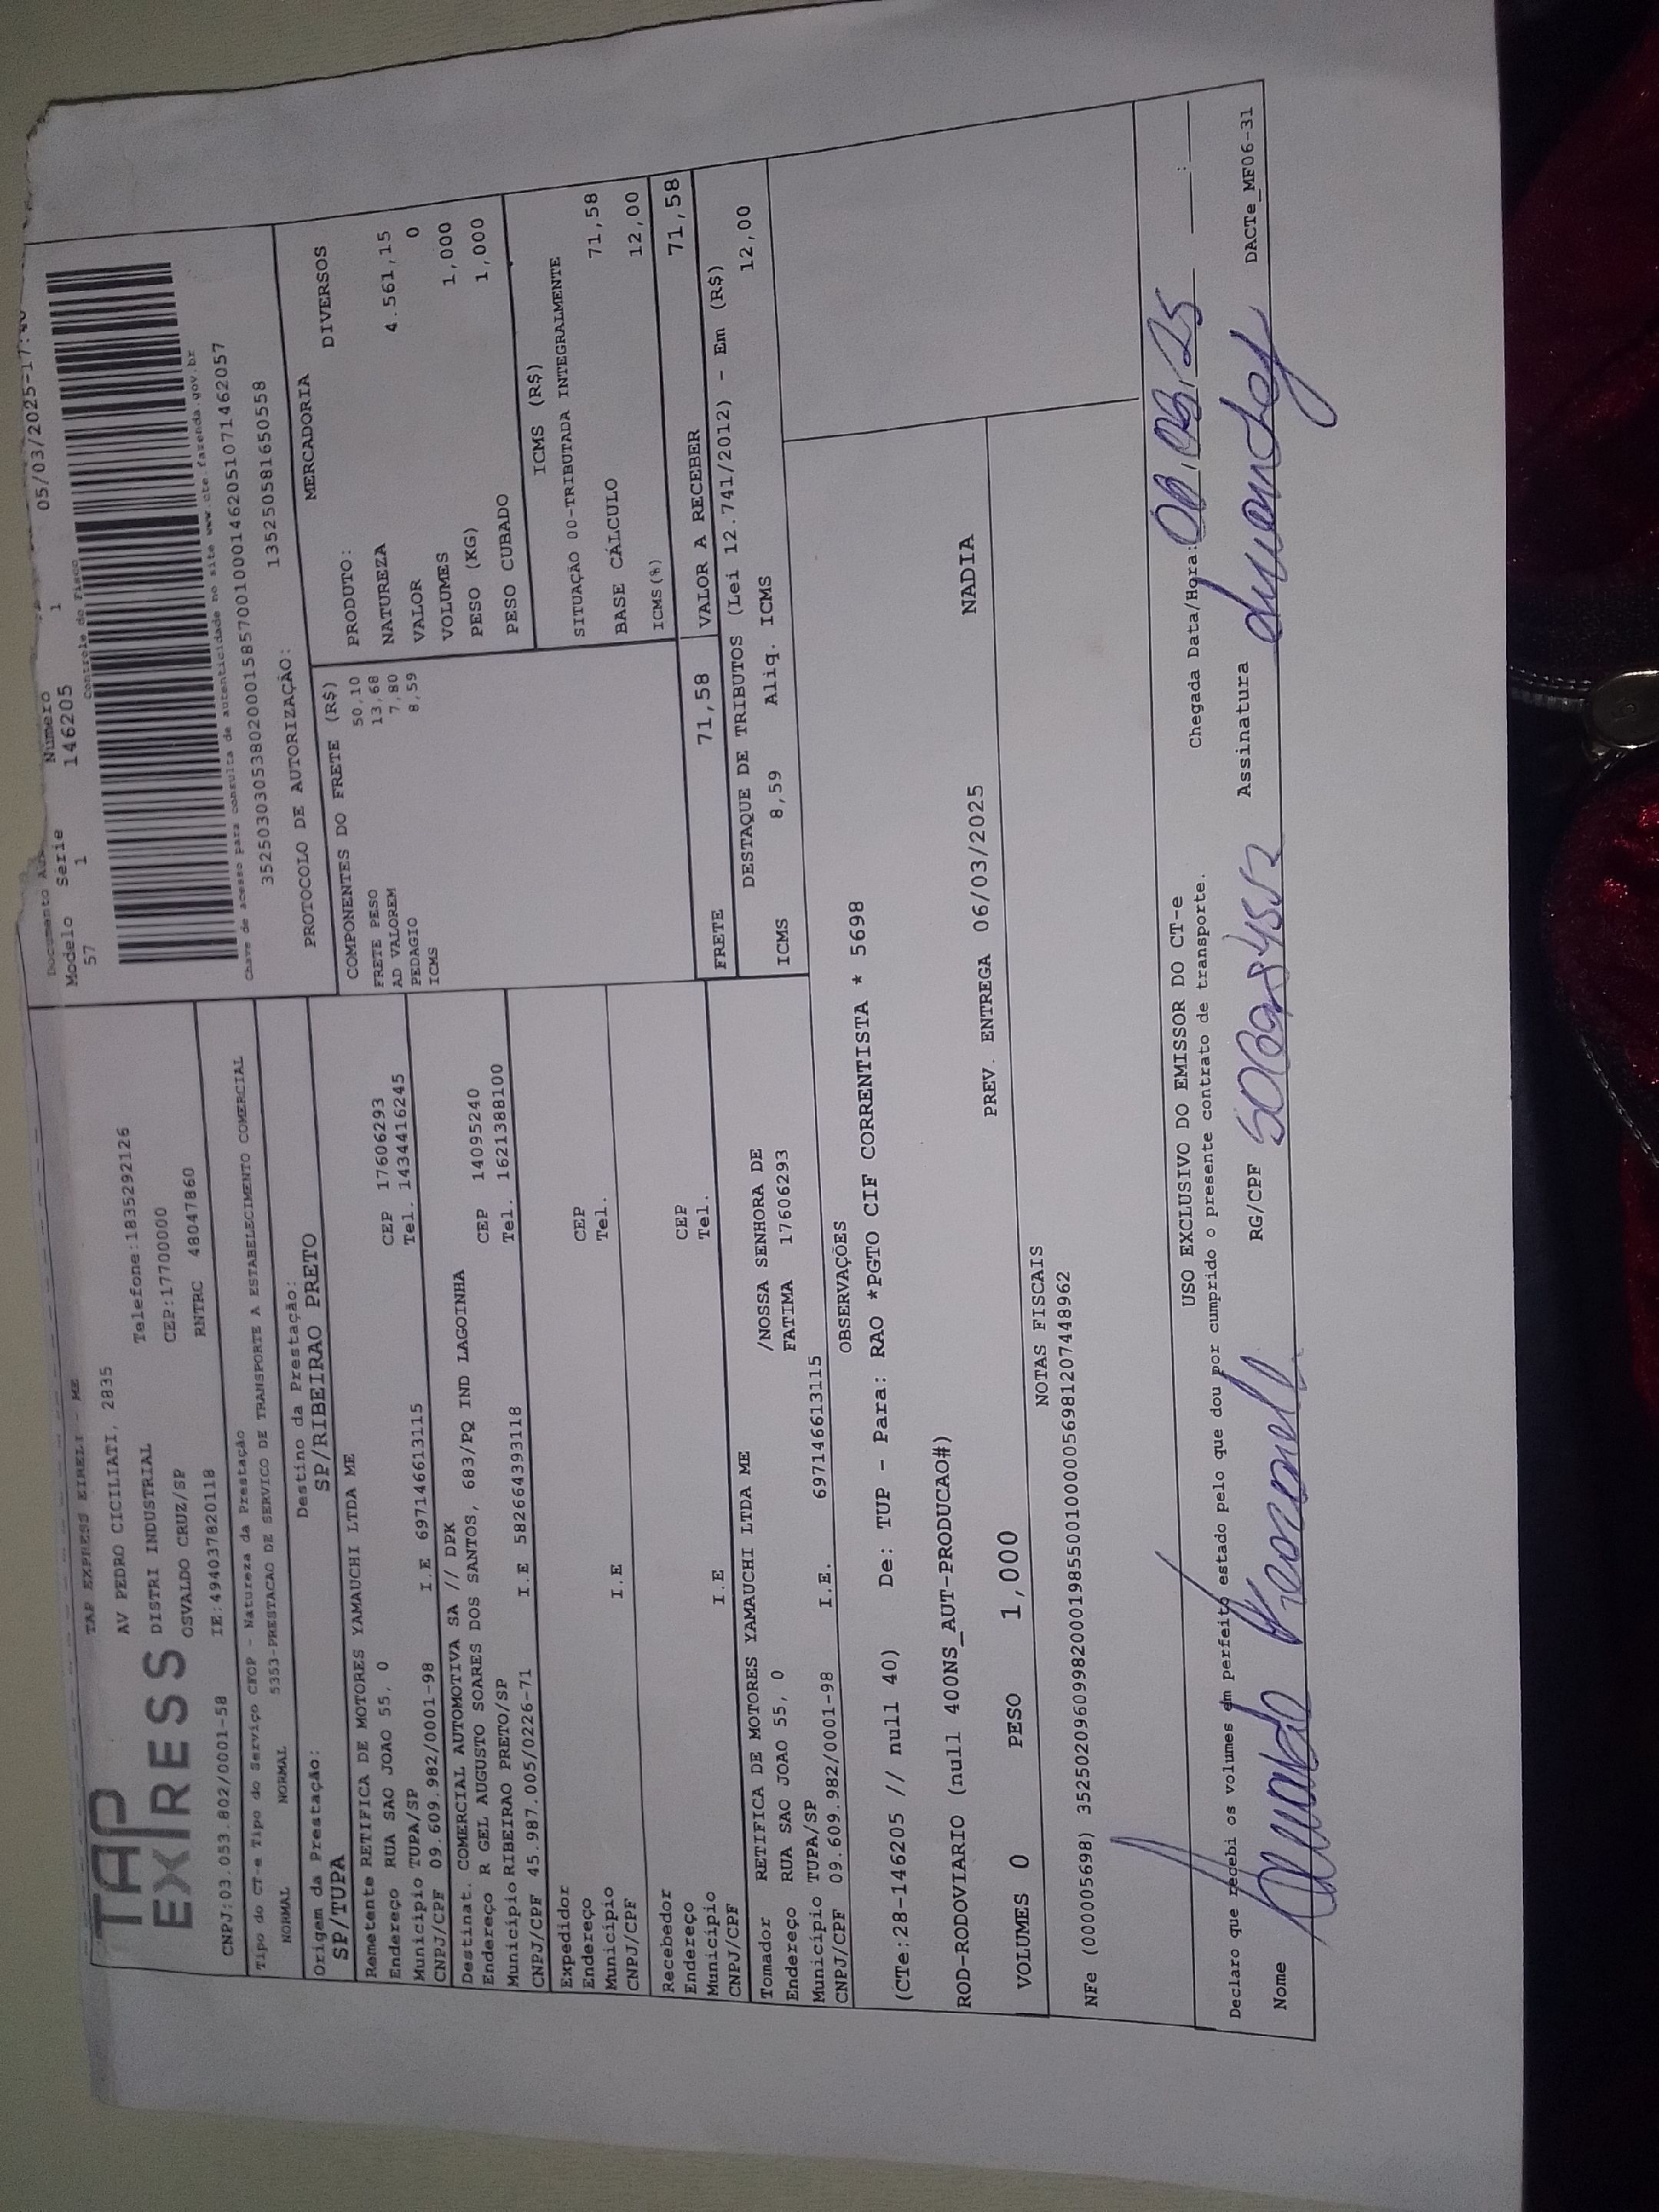 TAP EXPRESS EIRELI - ME
TAP
EXPRESS
AV PEDRO CICILIATI, 2835
DISTRI INDUSTRIAL Telefone:1835292126
OSVALDO CRUZ/SP CEP:17700000
CNPJ:03.053.802/0001-58 IE:494037820118 RNTRC 48047860
Tipo do CT-e Tipo do Serviço CFOP - Natureza da Prestação
NORMAL NORMAL 5353-PRESTACAO DE SERVICO DE TRANSPORTE A ESTABELECIMENTO COMERCIAL
Origem da Prestação: Destino da Prestação:
SP/TUPA SP/RIBEIRAO PRETO
Documento
Modelo Série Número 05/03/2025-17:40
57 1 146205 1 1
Controle do Fisco
Chave de acesso para consulta de autenticidade no site www.cte.fazenda.gov.br
35250303053802000158570010001462051071462057
PROTOCOLO DE AUTORIZAÇÃO: 135250581650558
Remetente RETIFICA DE MOTORES YAMAUCHI LTDA ME
Endereço RUA SAO JOAO 55, 0 CEP 17606293
Município TUPA/SP Tel. 1434416245
CNPJ/CPF 09.609.982/0001-98 I.E 697146613115
Destinat. COMERCIAL AUTOMOTIVA SA // DPK
Endereço R GEL AUGUSTO SOARES DOS SANTOS, 683/PQ IND LAGOINHA CEP 14095240
Município RIBEIRAO PRETO/SP Tel. 1621388100
CNPJ/CPF 45.987.005/0226-71 I.E 582664393118
Expedidor
Endereço CEP
Município Tel.
CNPJ/CPF I.E
Recebedor
Endereço CEP
Município Tel.
CNPJ/CPF I.E
Tomador RETIFICA DE MOTORES YAMAUCHI LTDA ME /NOSSA SENHORA DE
Endereço RUA SAO JOAO 55, 0 FATIMA 17606293
Município TUPA/SP
CNPJ/CPF 09.609.982/0001-98 I.E. 697146613115
COMPONENTES DO FRETE (R$)
FRETE PESO 50,10
AD VALOREM 13,68
PEDAGIO 7,80
ICMS 8,59
MERCADORIA
PRODUTO: DIVERSOS
NATUREZA
VALOR 4.561,15
VOLUMES 0
PESO (KG) 1,000
PESO CUBADO 1,000
ICMS (R$)
SITUAÇÃO 00-TRIBUTADA INTEGRALMENTE
BASE CÁLCULO 71,58
ICMS(%) 12,00
FRETE 71,58 VALOR A RECEBER 71,58
DESTAQUE DE TRIBUTOS (Lei 12.741/2012) - Em (R$)
ICMS 8,59 Aliq. ICMS 12,00
OBSERVAÇÕES
(CTe:28-146205 // null 40) De: TUP - Para: RAO *PGTO CIF CORRENTISTA * 5698
ROD-RODOVIARIO (null 400NS_AUT-PRODUCAO#)
PREV. ENTREGA 06/03/2025 NADIA
VOLUMES 0 PESO 1,000
NOTAS FISCAIS
NFe (000005698) 35250209609982000198550010000056981207448962
USO EXCLUSIVO DO EMISSOR DO CT-e
Declaro que recebi os volumes em perfeito estado pelo que dou por cumprido o presente contrato de transporte. Chegada Data/Hora:
Nome RG/CPF Assinatura
DACTe_MF06-31